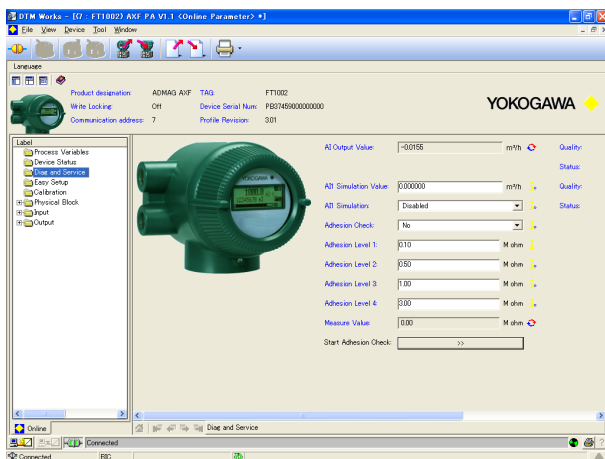 DTM Works - [(7 : FT1002) AXF PA V1.1 <Online Parameter> *]
File View Device Tool Window
Language
Product designation: ADMAG AXF TAG: FT1002
Write Locking: Off Device Serial Num: PB37459000000000
Communication address: 7 Profile Revision: 3.01
YOKOGAWA
Label
Process Variables
Device Status
Diag and Service
Easy Setup
Calibration
Physical Block
Input
Output
YOKOGAWA
AI Output Value: -0.0155 m³/h Quality:
Status:
AI1 Simulation Value: 0.000000 m³/h Quality:
AI1 Simulation: Disabled Status:
Adhesion Check: No
Adhesion Level 1: 0.10 M ohm
Adhesion Level 2: 0.50 M ohm
Adhesion Level 3: 1.00 M ohm
Adhesion Level 4: 3.00 M ohm
Measure Value: 0.00 M ohm
Start Adhesion Check: >>
Online
Diag and Service
Connected
Connected